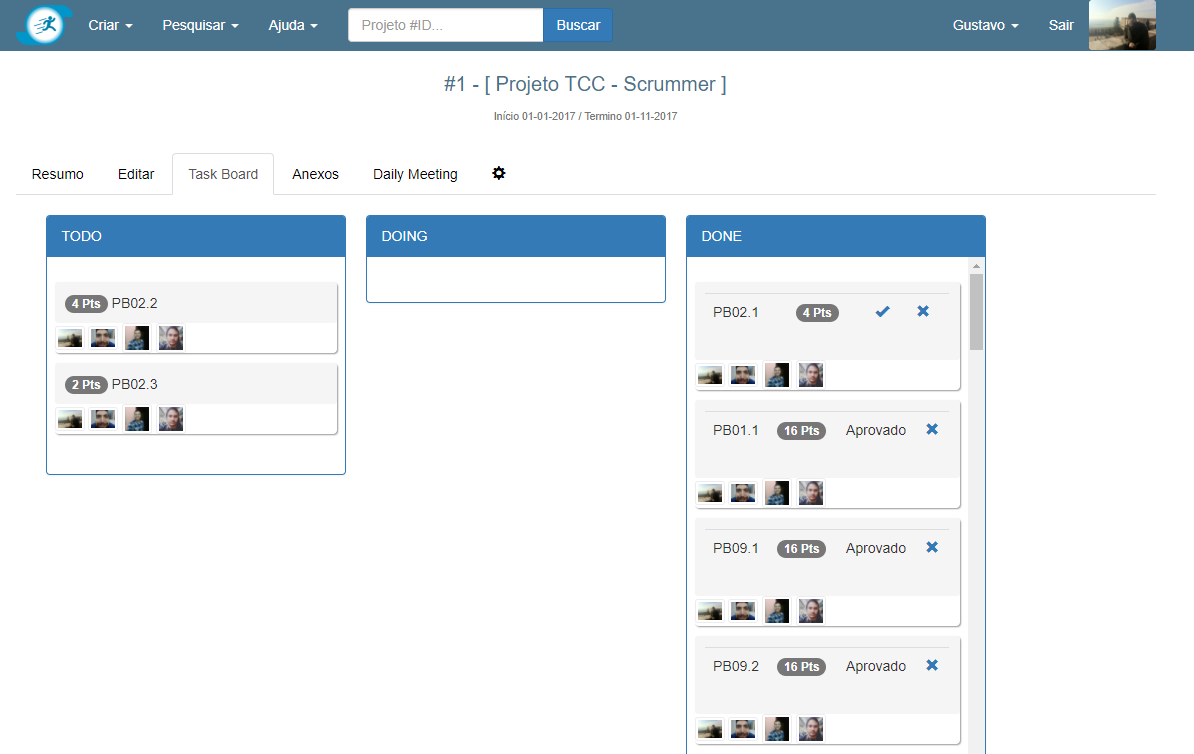 Criar Pesquisar Ajuda Projeto #ID... Buscar Gustavo Sair
#1 - [ Projeto TCC - Scrummer ]
Início 01-01-2017 / Termino 01-11-2017
Resumo Editar Task Board Anexos Daily Meeting
TODO
4 Pts PB02.2
2 Pts PB02.3
DOING
DONE
PB02.1 4 Pts
PB01.1 16 Pts Aprovado
PB09.1 16 Pts Aprovado
PB09.2 16 Pts Aprovado